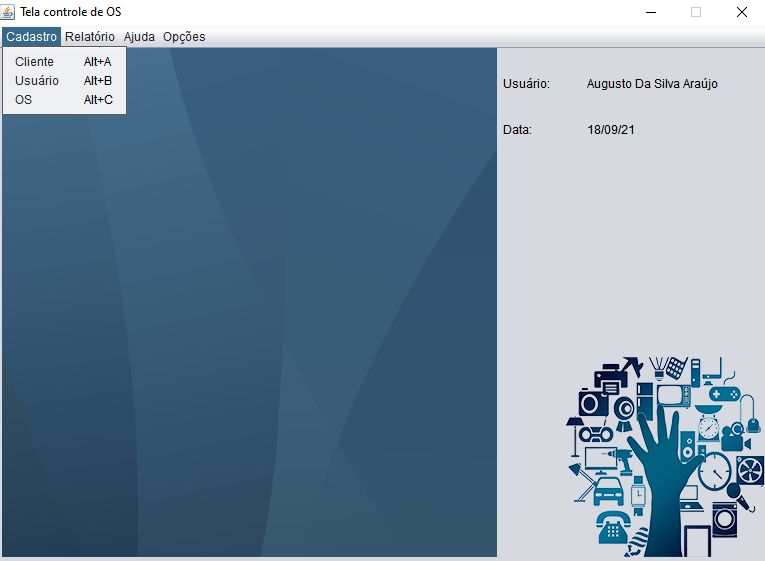 Tela controle de OS
Cadastro Relatório Ajuda Opções
Cliente Alt+A
Usuário Alt+B
OS Alt+C
Usuário: Augusto Da Silva Araújo
Data: 18/09/21